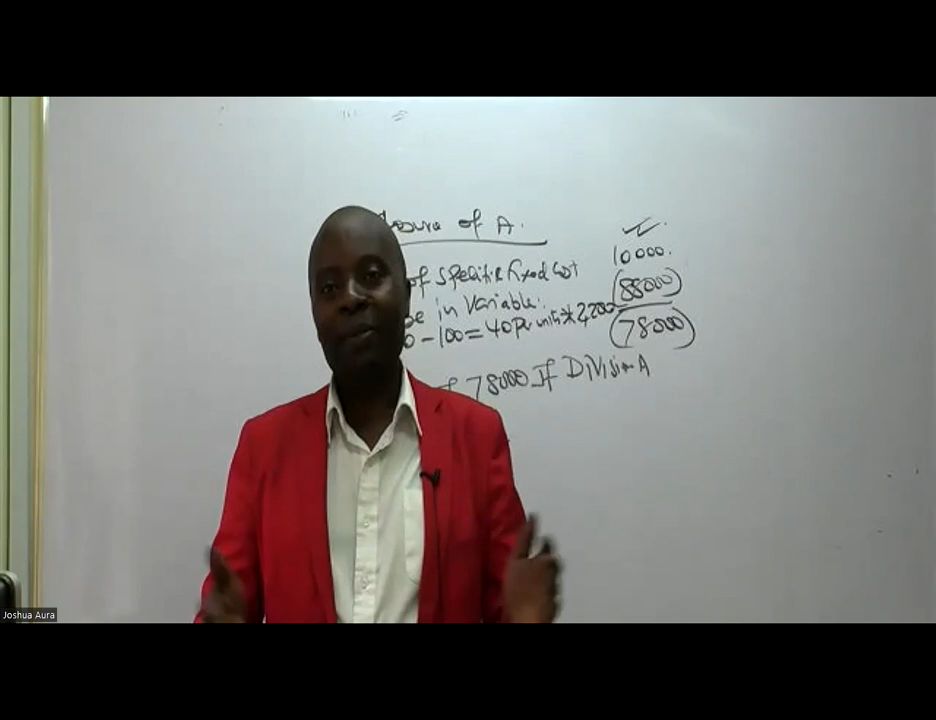 osure of A.
10000.
of Specific Fixed Cost
(88000)
e in Variable:
0 - 100 = 40 per unit * 2,200
(78000)
78000 If Division A
Joshua Aura